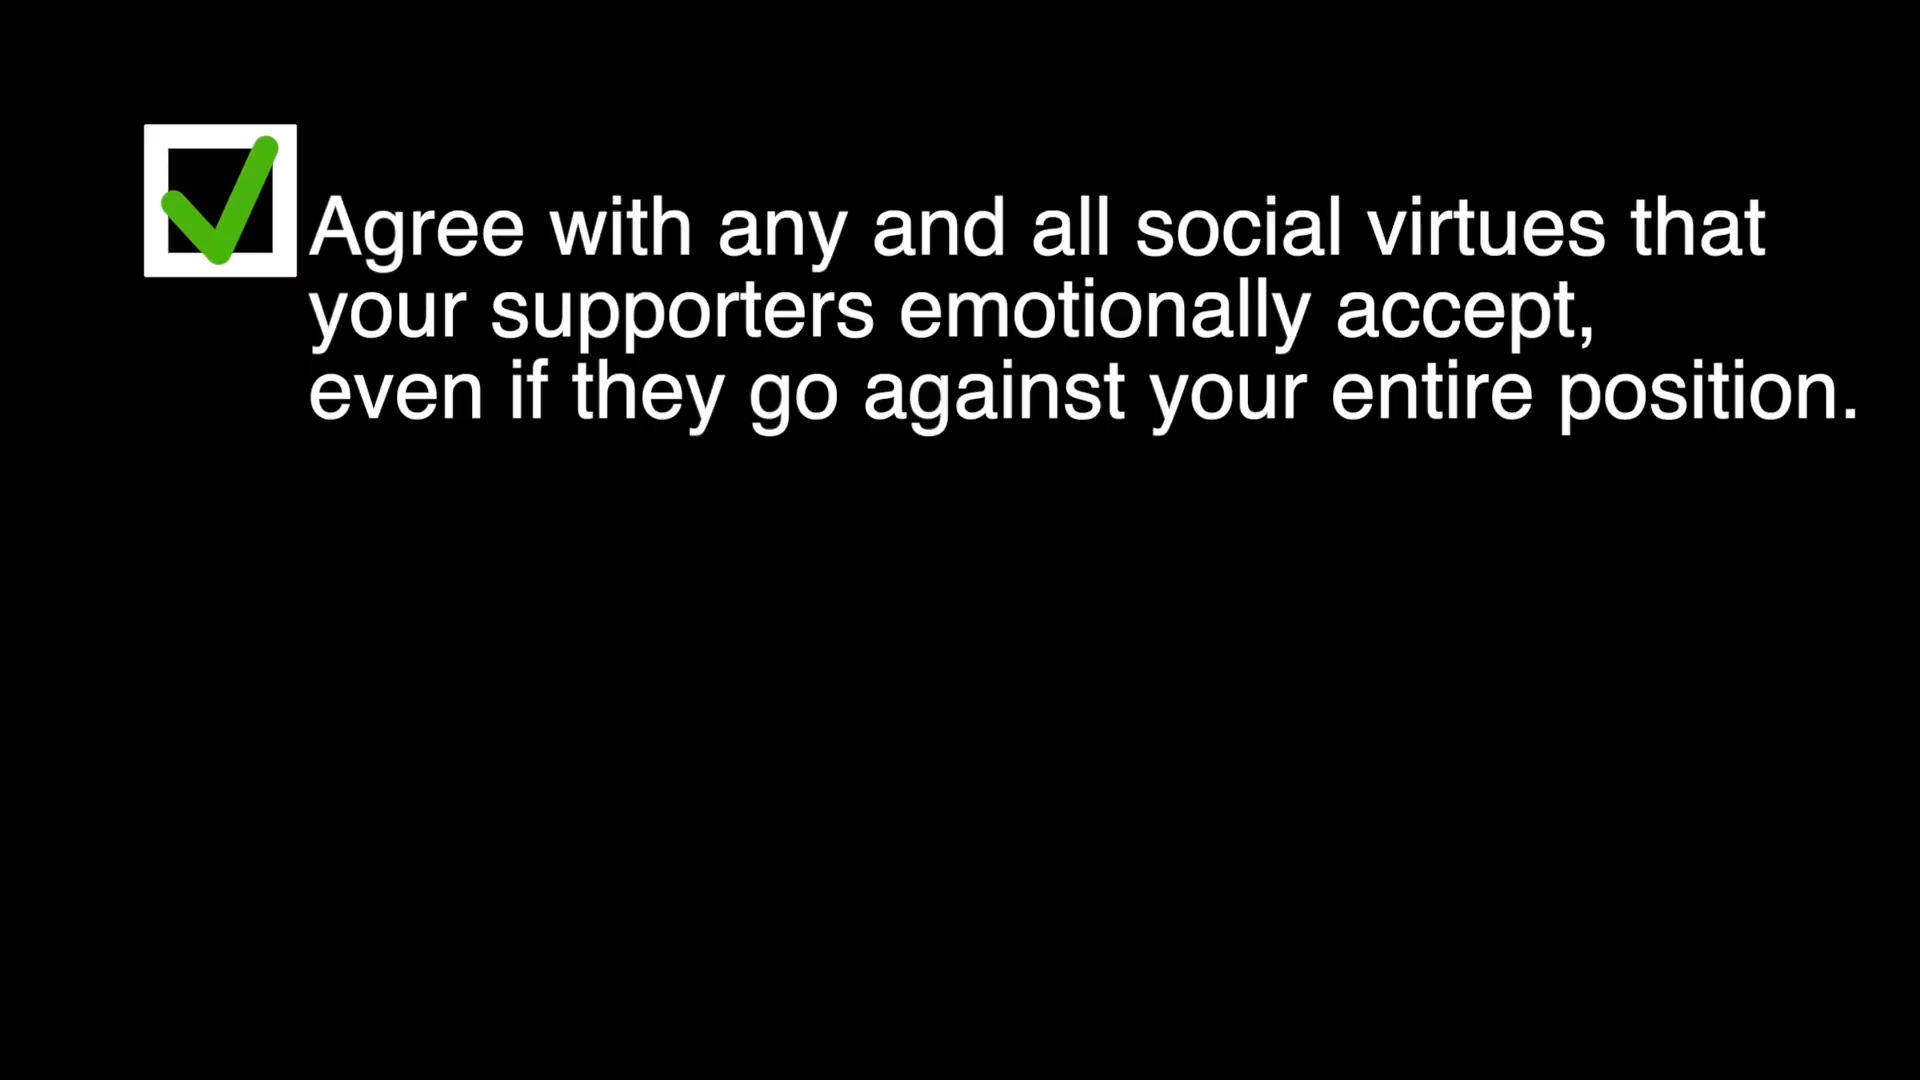 Agree with any and all social virtues that
your supporters emotionally accept,
even if they go against your entire position.